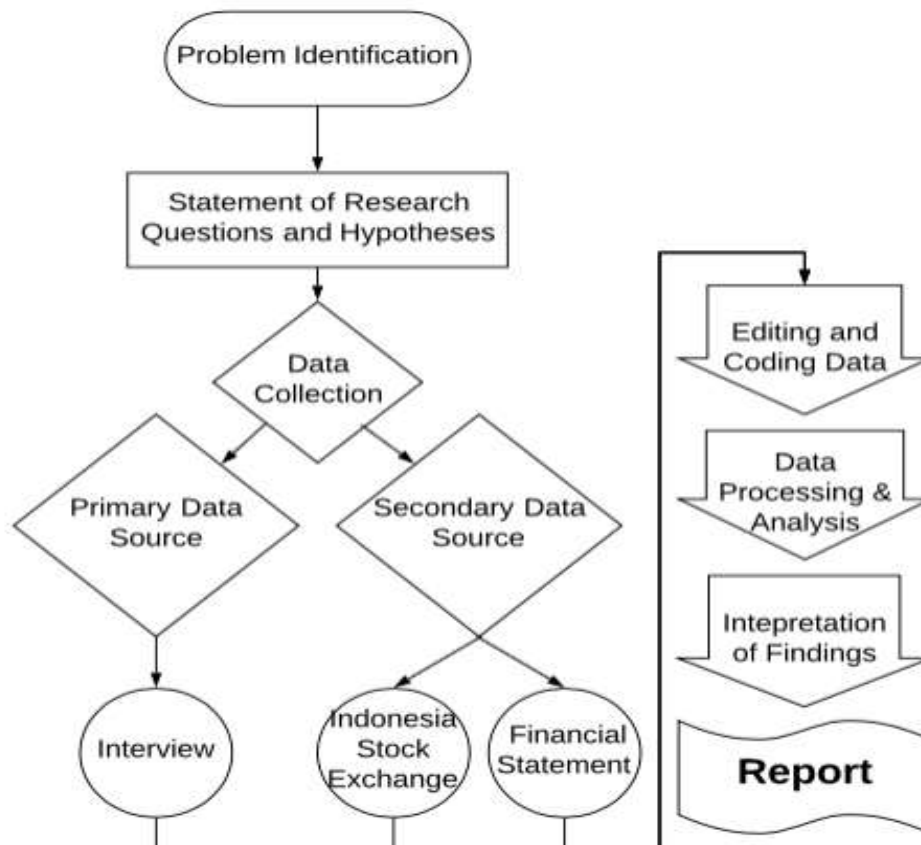 Problem Identification
Statement of Research
Questions and Hypotheses
Data
Collection
Primary Data
Source
Secondary Data
Source
Interview
Indonesia
Stock
Exchange
Financial
Statement
Editing and
Coding Data
Data
Processing &
Analysis
Intepretation
of Findings
Report